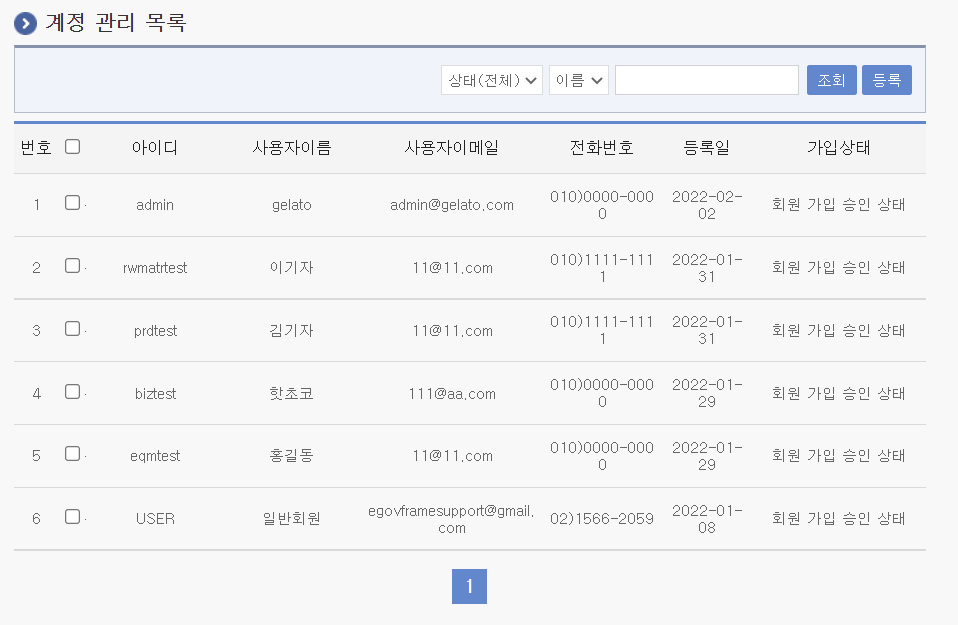 계정 관리 목록
상태(전체) 이름 조회 등록
번호 아이디 사용자이름 사용자이메일 전화번호 등록일 가입상태
1 admin gelato admin@gelato.com 010)0000-0000 2022-02-02 회원 가입 승인 상태
2 rwmatrtest 이기자 11@11.com 010)1111-1111 2022-01-31 회원 가입 승인 상태
3 prdtest 김기자 11@11.com 010)1111-1111 2022-01-31 회원 가입 승인 상태
4 biztest 핫초코 111@aa.com 010)0000-0000 2022-01-29 회원 가입 승인 상태
5 eqmtest 홍길동 11@11.com 010)0000-0000 2022-01-29 회원 가입 승인 상태
6 USER 일반회원 egovframesupport@gmail.com 02)1566-2059 2022-01-08 회원 가입 승인 상태
1